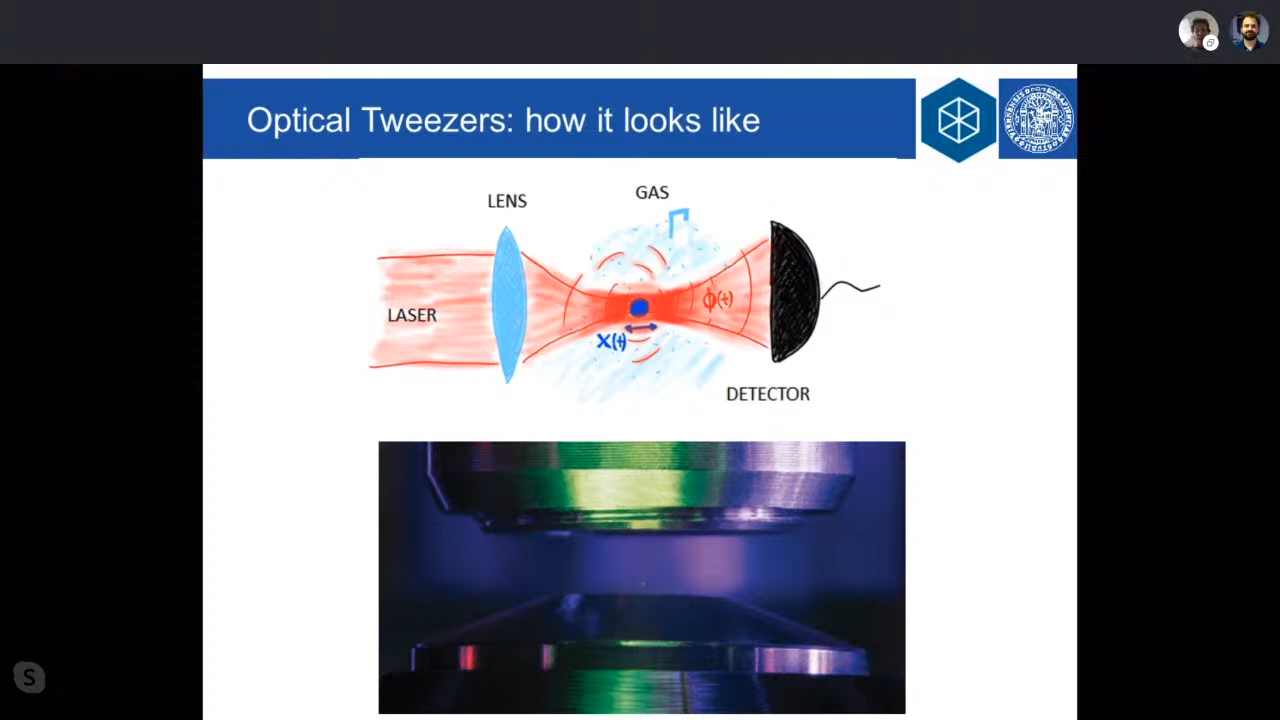 Optical Tweezers: how it looks like
LENS
GAS
LASER
Φ(t)
X(t)
DETECTOR
S